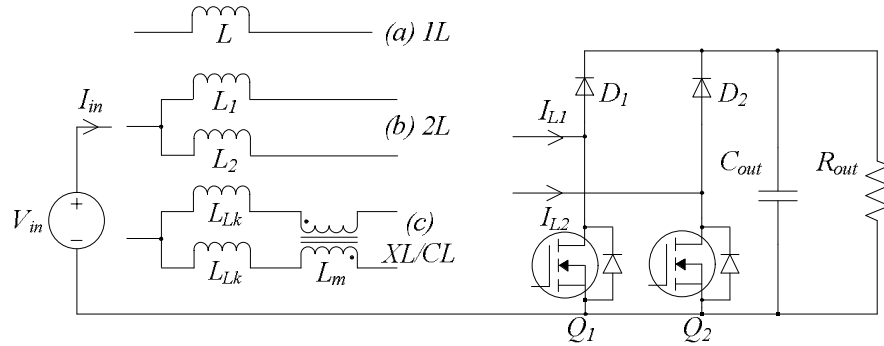 L
(a) 1L
I_in
L_1
(b) 2L
L_2
D_1
D_2
I_L1
C_out
R_out
I_L2
V_in
+
−
L_Lk
(c)
XL/CL
L_Lk
L_m
Q_1
Q_2